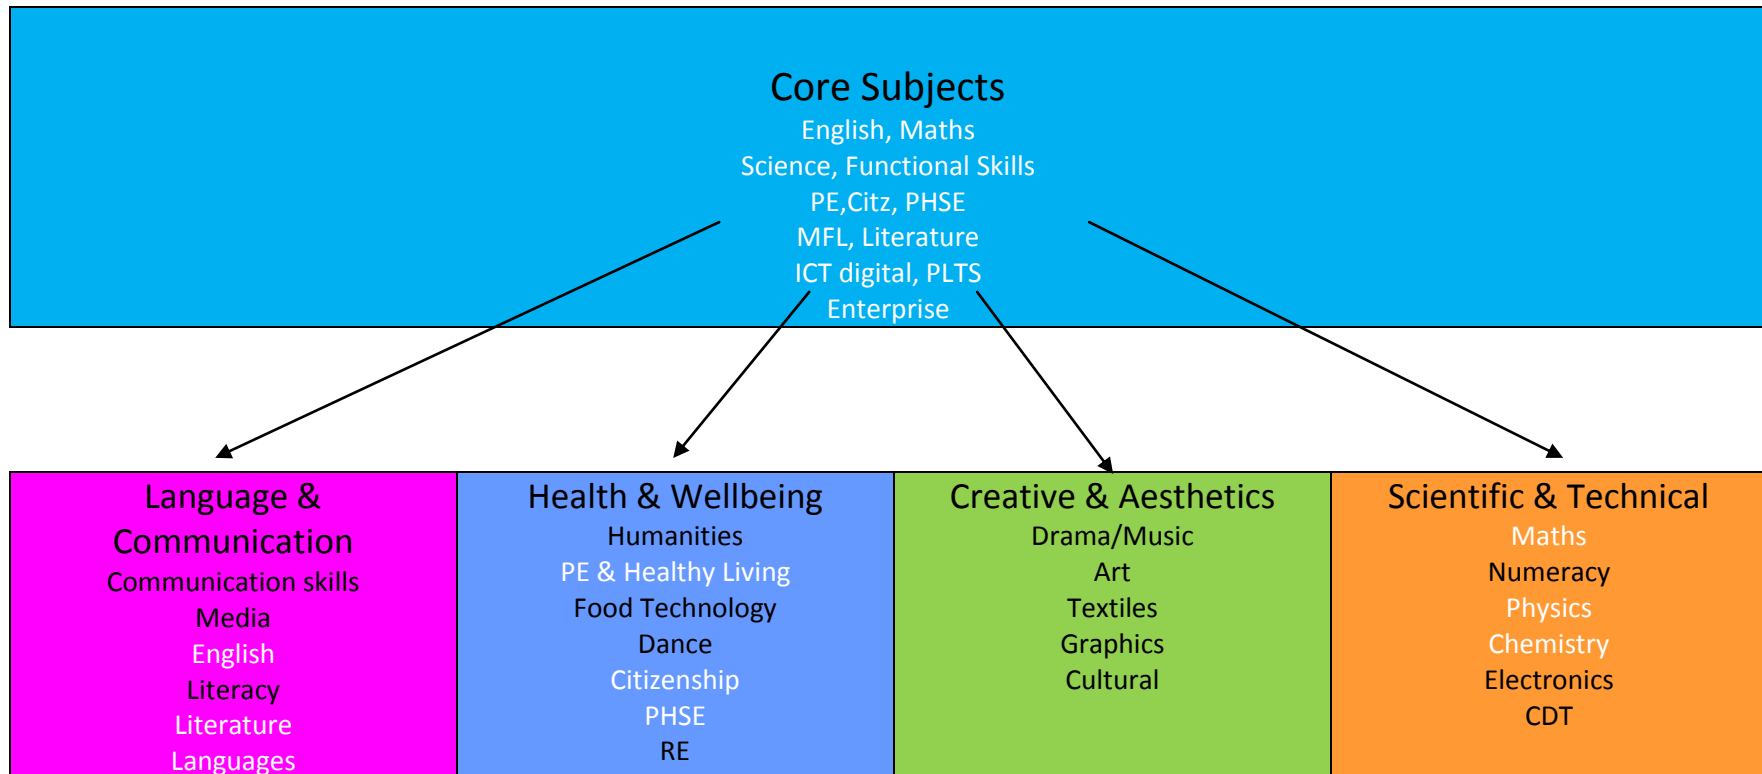 Core Subjects
English, Maths
Science, Functional Skills
PE,Citz, PHSE
MFL, Literature
ICT digital, PLTS
Enterprise
Language &
Communication
Communication skills
Media
English
Literacy
Literature
Languages
Health & Wellbeing
Humanities
PE & Healthy Living
Food Technology
Dance
Citizenship
PHSE
RE
Creative & Aesthetics
Drama/Music
Art
Textiles
Graphics
Cultural
Scientific & Technical
Maths
Numeracy
Physics
Chemistry
Electronics
CDT